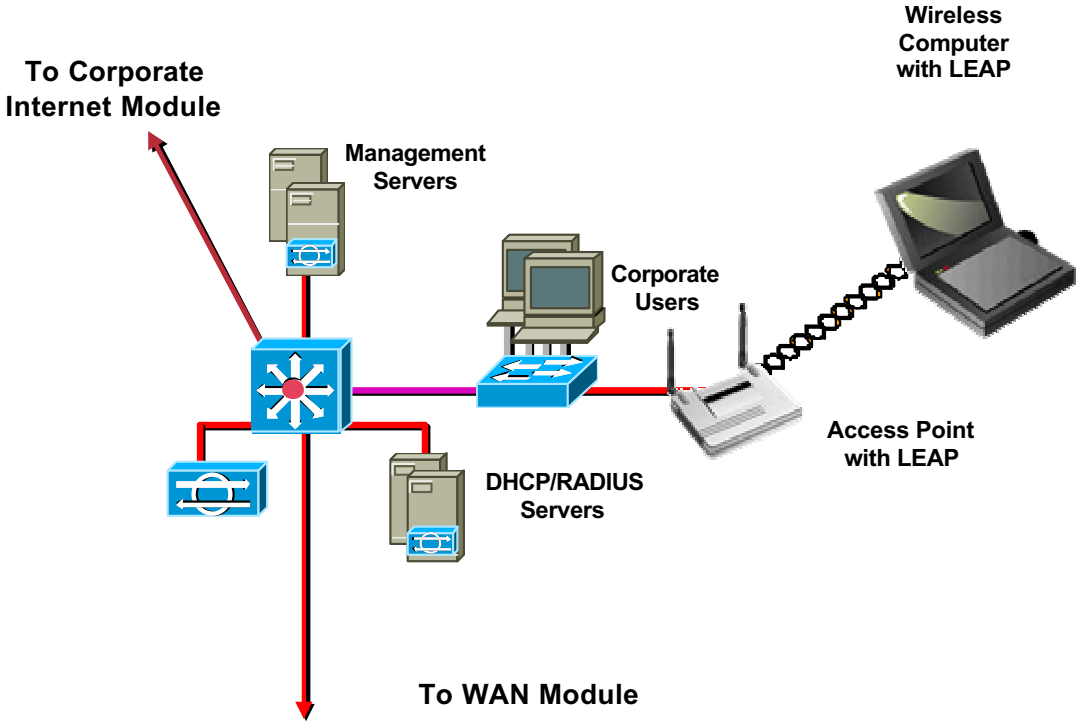 Wireless
Computer
with LEAP
To Corporate
Internet Module
Management
Servers
Corporate
Users
Access Point
with LEAP
DHCP/RADIUS
Servers
To WAN Module